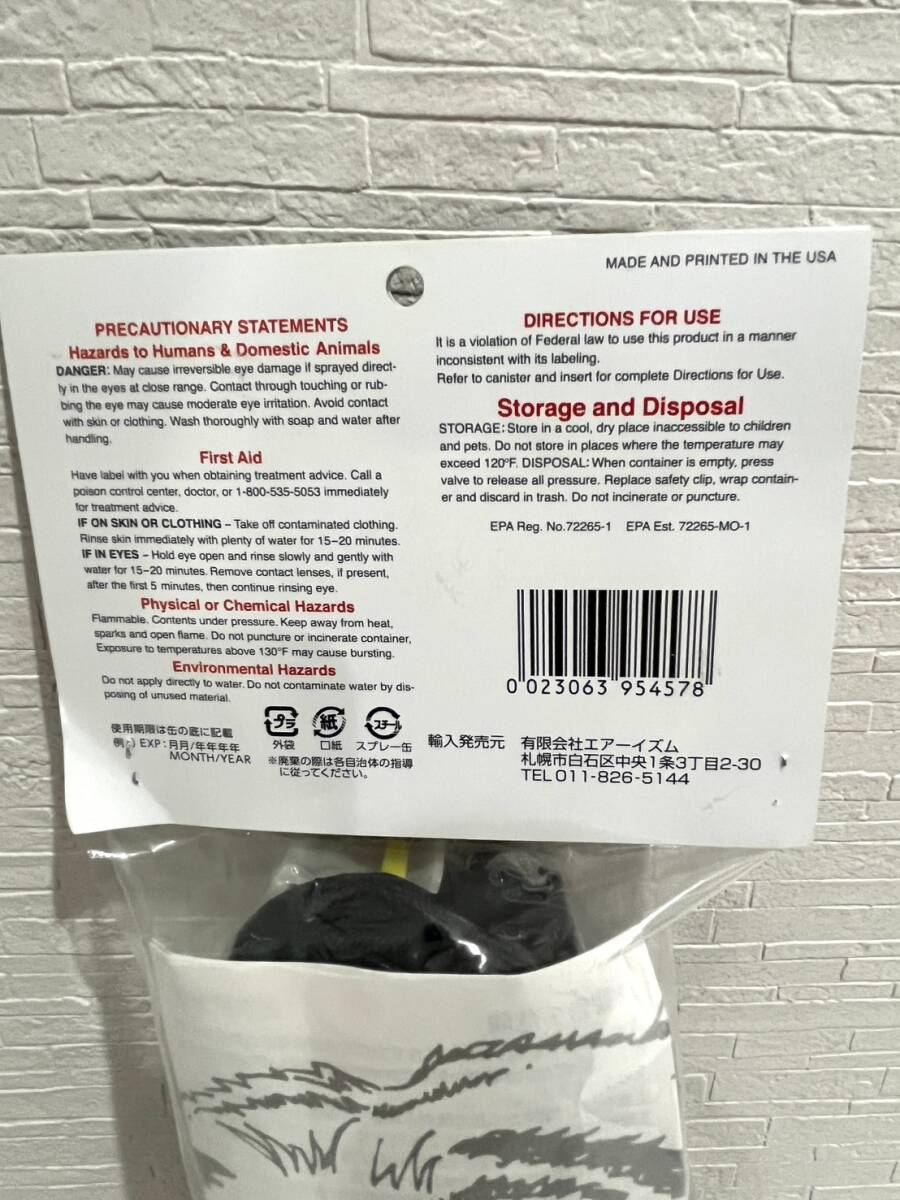 MADE AND PRINTED IN THE USA
PRECAUTIONARY STATEMENTS
Hazards to Humans & Domestic Animals
DANGER: May cause irreversible eye damage if sprayed direct-
ly in the eyes at close range. Contact through touching or rub-
bing the eye may cause moderate eye irritation. Avoid contact
with skin or clothing. Wash thoroughly with soap and water after
handling.
First Aid
Have label with you when obtaining treatment advice. Call a
poison control center, doctor, or 1-800-535-5053 immediately
for treatment advice.
IF ON SKIN OR CLOTHING – Take off contaminated clothing.
Rinse skin immediately with plenty of water for 15–20 minutes.
IF IN EYES – Hold eye open and rinse slowly and gently with
water for 15–20 minutes. Remove contact lenses, if present,
after the first 5 minutes, then continue rinsing eye.
Physical or Chemical Hazards
Flammable. Contents under pressure. Keep away from heat,
sparks and open flame. Do not puncture or incinerate container,
Exposure to temperatures above 130°F may cause bursting.
Environmental Hazards
Do not apply directly to water. Do not contaminate water by dis-
posing of unused material.
使用期限は缶の底に記載
例:) EXP: 月月/年年年年
MONTH/YEAR
プラ 紙 スチール
外袋 口紙 スプレー缶
※廃棄の際は各自治体の指導
に従ってください。
DIRECTIONS FOR USE
It is a violation of Federal law to use this product in a manner
inconsistent with its labeling.
Refer to canister and insert for complete Directions for Use.
Storage and Disposal
STORAGE: Store in a cool, dry place inaccessible to children
and pets. Do not store in places where the temperature may
exceed 120°F. DISPOSAL: When container is empty, press
valve to release all pressure. Replace safety clip, wrap contain-
er and discard in trash. Do not incinerate or puncture.
EPA Reg. No.72265-1 EPA Est. 72265-MO-1
0 023063 954578
輸入発売元 有限会社エアーイズム
札幌市白石区中央1条3丁目2-30
TEL 011-826-5144